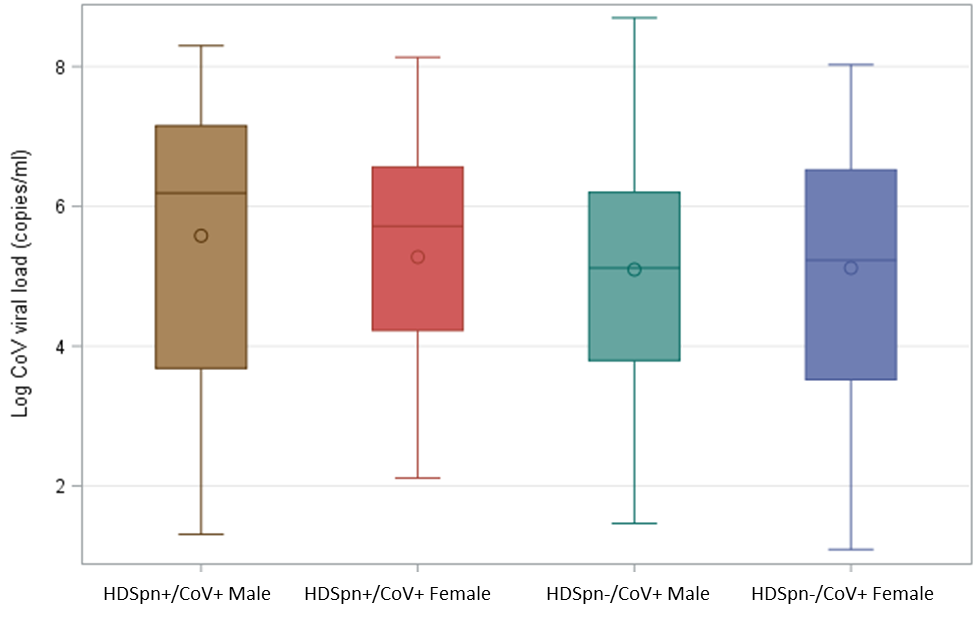 Log CoV viral load (copies/ml)
8
6
4
2
HDSpn+/CoV+ Male
HDSpn+/CoV+ Female
HDSpn-/CoV+ Male
HDSpn-/CoV+ Female